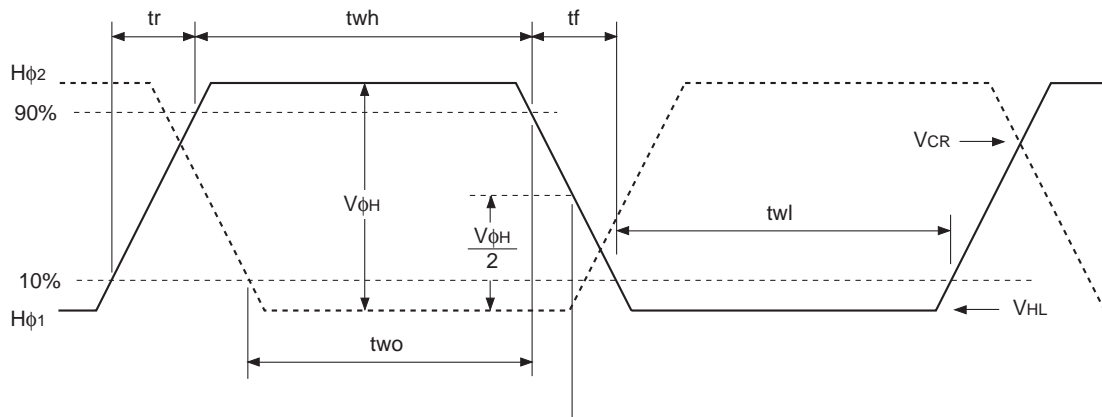 tr
twh
tf
Hϕ2
90%
VCR
VϕH
twl
VϕH
2
10%
Hϕ1
VHL
two